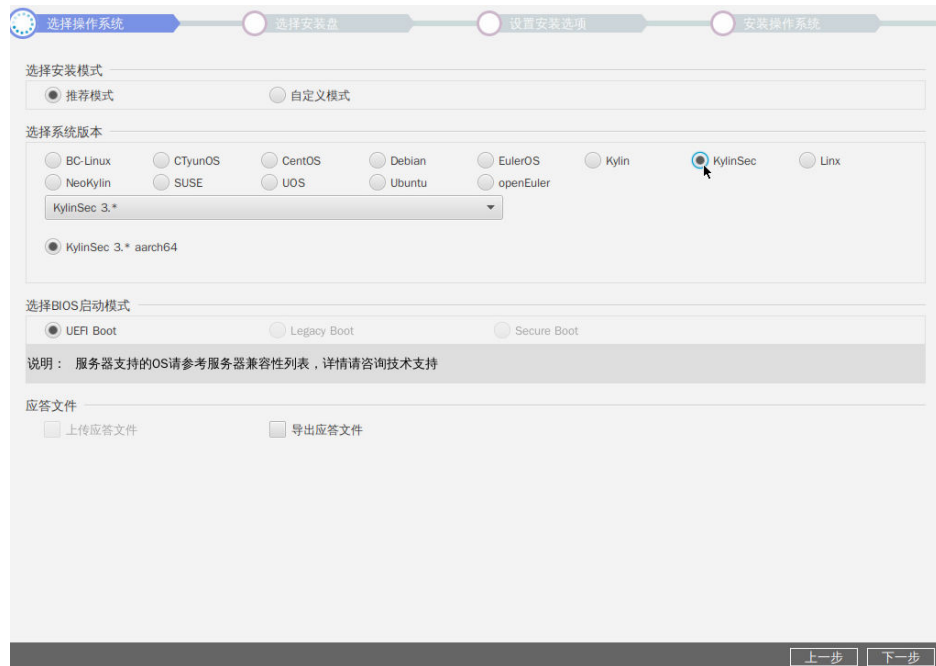 选择操作系统 选择安装盘 设置安装选项 安装操作系统
选择安装模式
推荐模式 自定义模式
选择系统版本
BC-Linux CTyunOS CentOS Debian EulerOS Kylin KylinSec Linx
NeoKylin SUSE UOS Ubuntu openEuler
KylinSec 3.*
KylinSec 3.* aarch64
选择BIOS启动模式
UEFI Boot Legacy Boot Secure Boot
说明： 服务器支持的OS请参考服务器兼容性列表，详情请咨询技术支持
应答文件
上传应答文件 导出应答文件
上一步 下一步